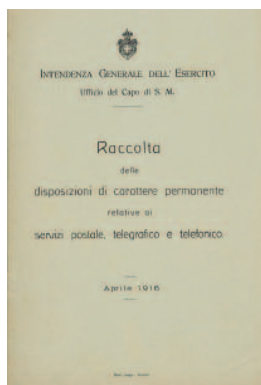 INTENDENZA GENERALE DELL' ESERCITO
Ufficio del Capo di S. M.
Raccolta
delle
disposizioni di carattere permanente
relative ai
servizi postale, telegrafico e telefonico
Aprile 1916